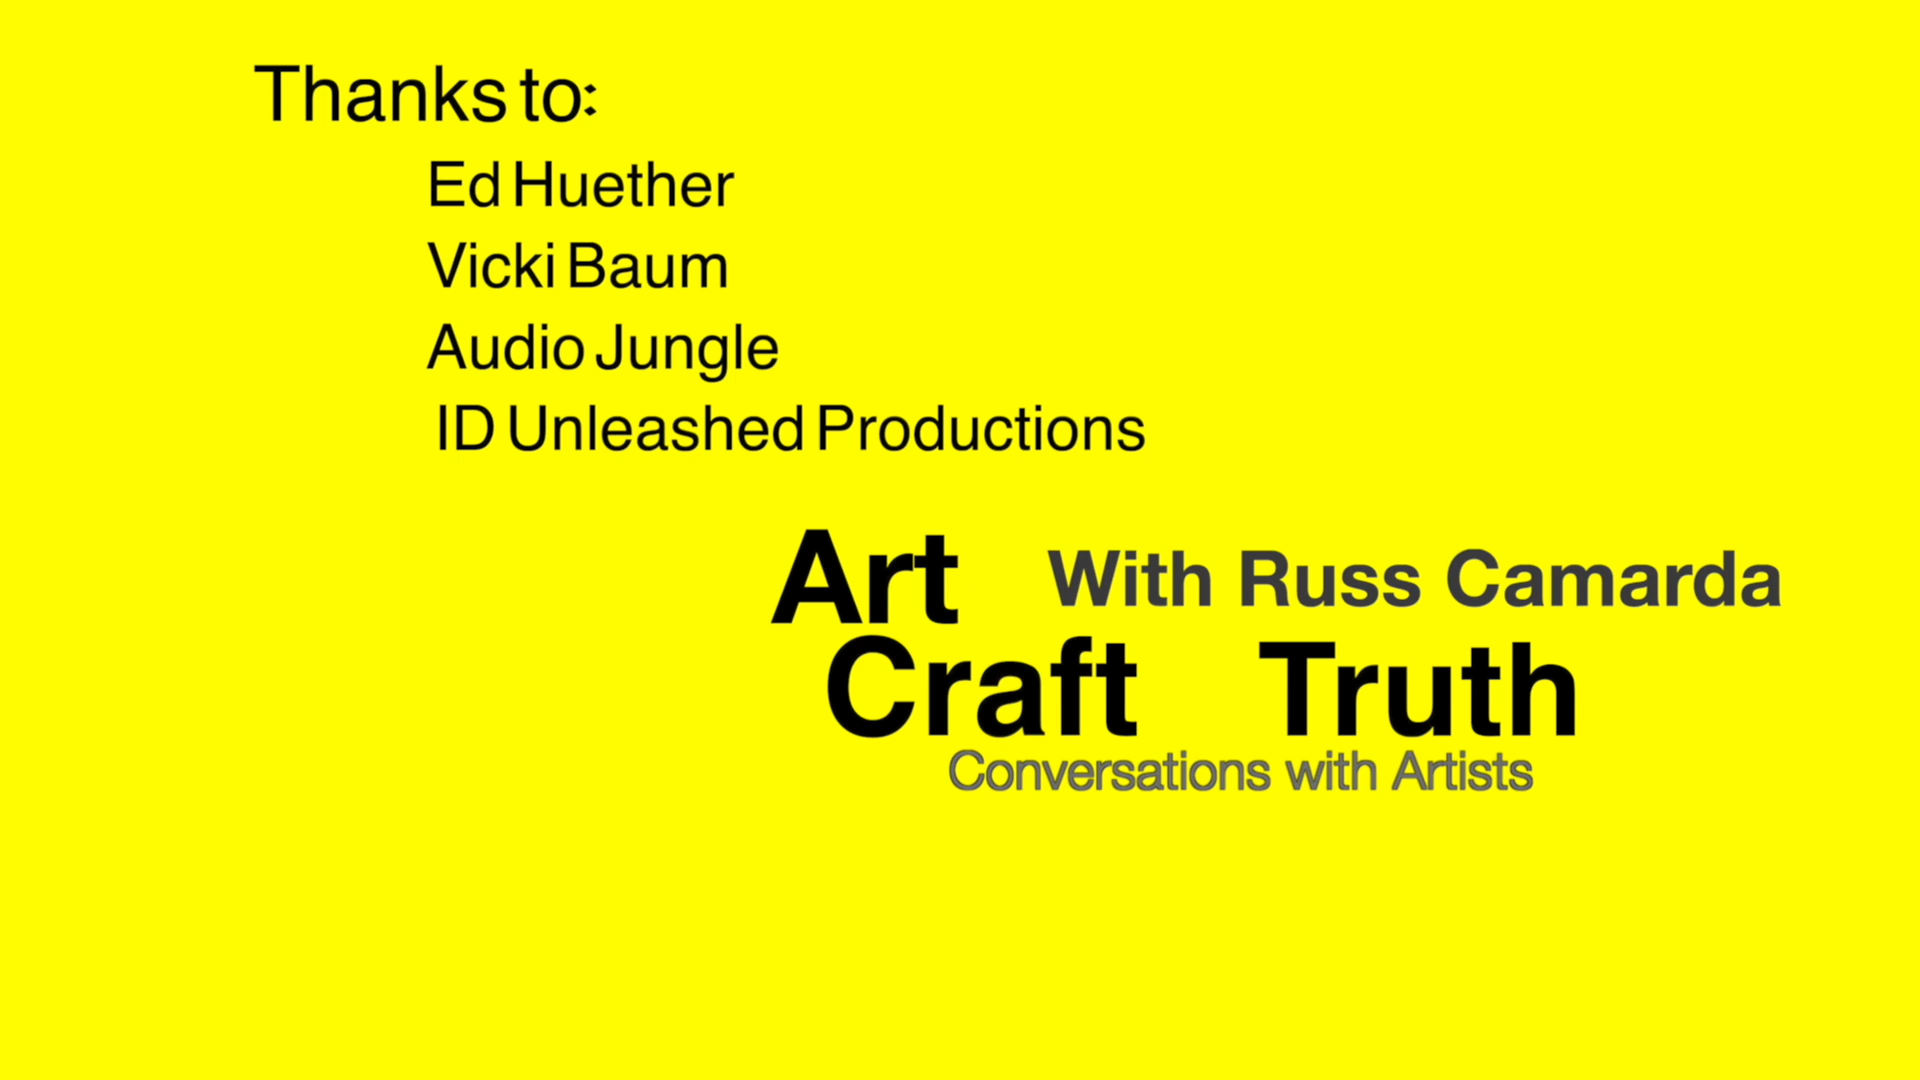 Thanks to:
Ed Huether
Vicki Baum
Audio Jungle
ID Unleashed Productions
Art With Russ Camarda
Craft Truth
Conversations with Artists